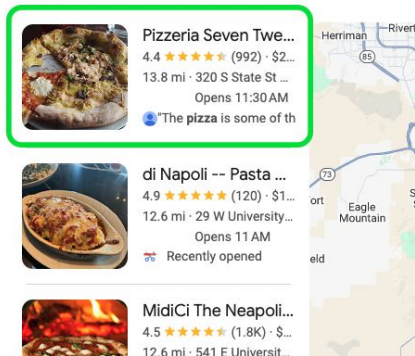 Pizzeria Seven Twe...
4.4 ★★★★★ (992) · $2...
13.8 mi · 320 S State St ...
Opens 11:30 AM
"The pizza is some of th
di Napoli -- Pasta ...
4.9 ★★★★★ (120) · $1...
12.6 mi · 29 W University...
Opens 11 AM
Recently opened
MidiCi The Neapoli...
4.5 ★★★★★ (1.8K) · $...
12.6 mi · 541 E Universit...
Herriman
Rivert
85
73
ort
Eagle
Mountain
S
eld